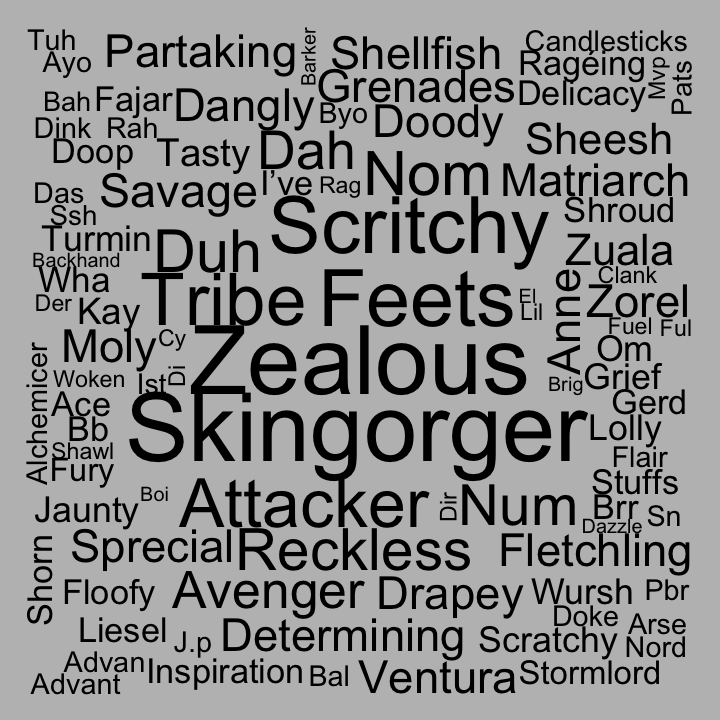 Tuh
Ayo
Partaking
Barker
Shellfish
Candlesticks
Ragéing
Mvp
Pats
Grenades
Delicacy
Bah
Fajar
Dangly
Byo
Doody
Dink
Rah
Doop
Tasty
Dah
Sheesh
I've
Rag
Nom
Matriarch
Das
Savage
Ssh
Scritchy
Shroud
Turmin
Duh
Zuala
Backhand
Wha
Clank
Der
Kay
Tribe
Feets
El
Lil
Anne
Zorel
Fuel
Ful
Moly
Cy
Om
Zealous
Woken
Ist
Di
Brig
Grief
Alchemicer
Ace
Gerd
Bb
Skingorger
Lolly
Shawl
Fury
Flair
Stuffs
Jaunty
Boi
Attacker
Dir
Num
Brr
Dazzle
Sn
Shorn
Sprecial
Reckless
Fletchling
Floofy
Avenger
Drapey
Wursh
Pbr
Doke
Arse
Liesel
J.p
Determining
Scratchy
Nord
Advan
Inspiration
Bal
Ventura
Stormlord
Advant